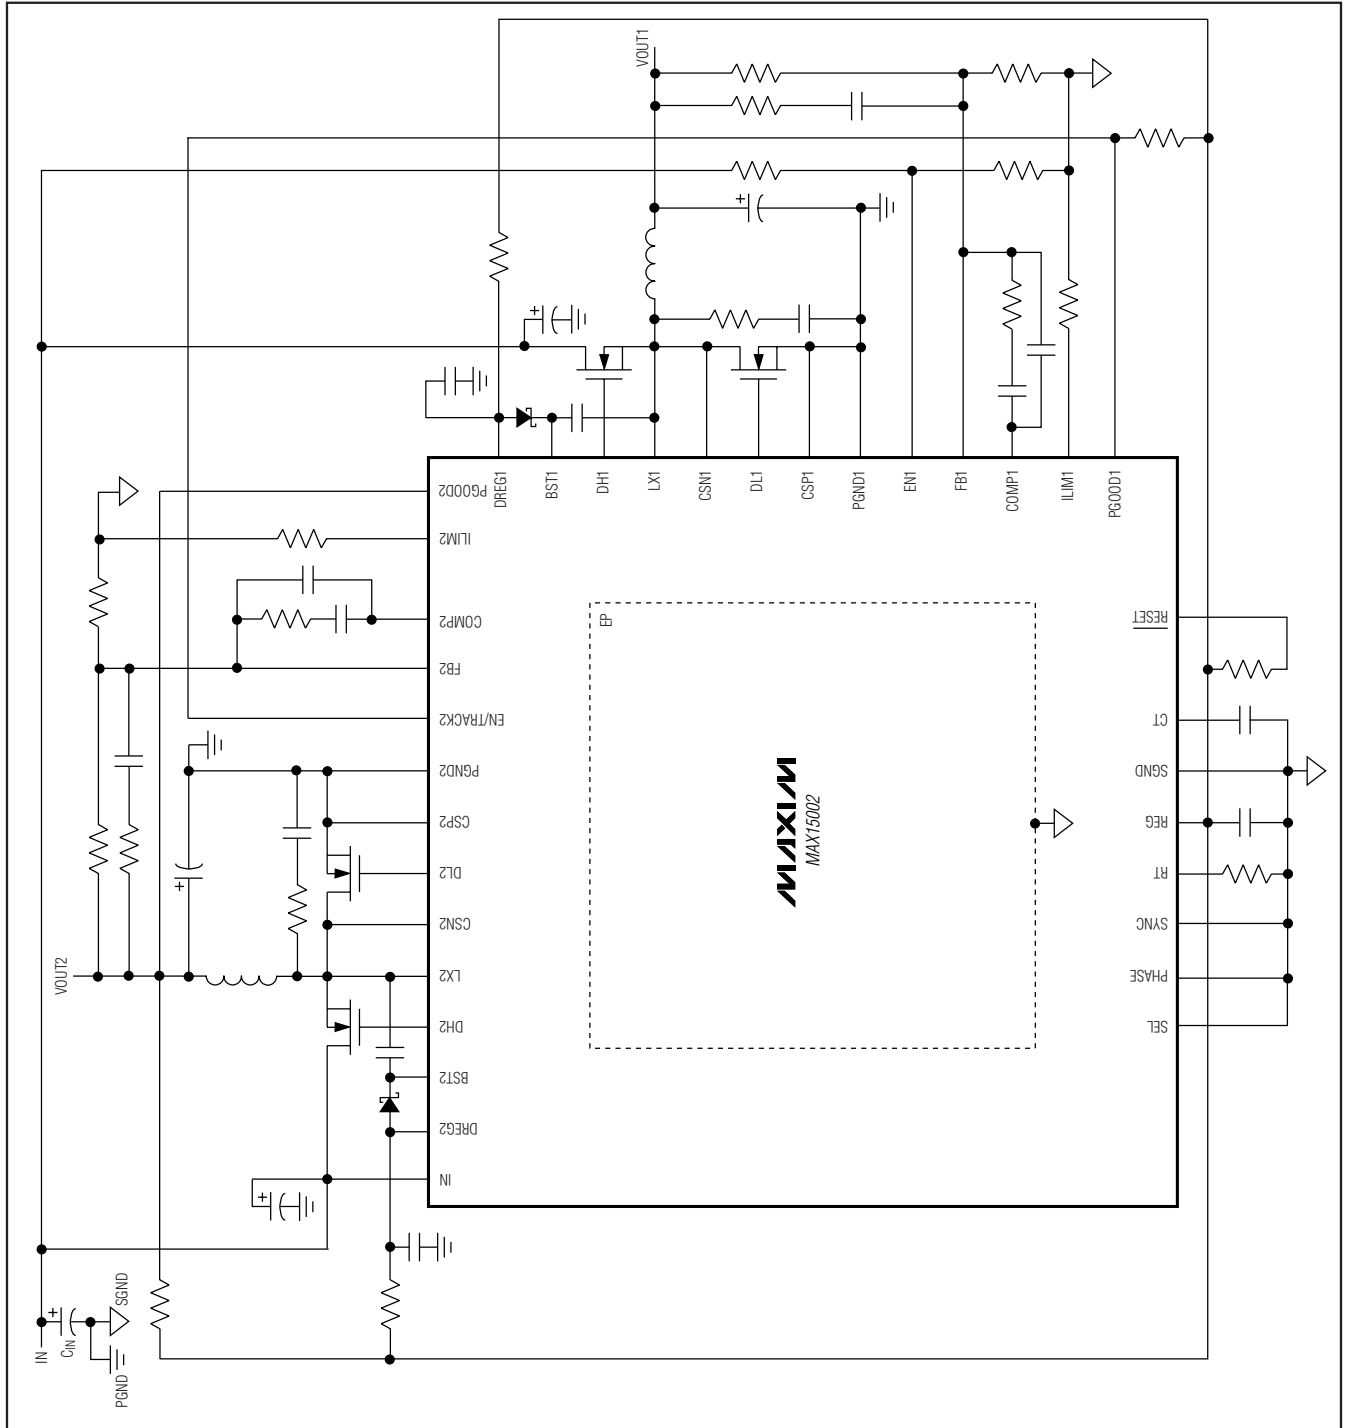 VOUT1
DREG1
BST1
DH1
LX1
CSN1
DL1
CSP1
PGND1
EN1
FB1
COMP1
ILIM1
PGOOD1
PGOOD2
ILIM2
COMP2
FB2
EN/TRACK2
PGND2
CSP2
DL2
CSN2
LX2
DH2
BST2
DREG2
IN
VOUT2
EP
MAXIM
MAX15002
RESET
CT
SGND
REG
RT
SYNC
PHASE
SEL
IN
CIN
PGND
SGND